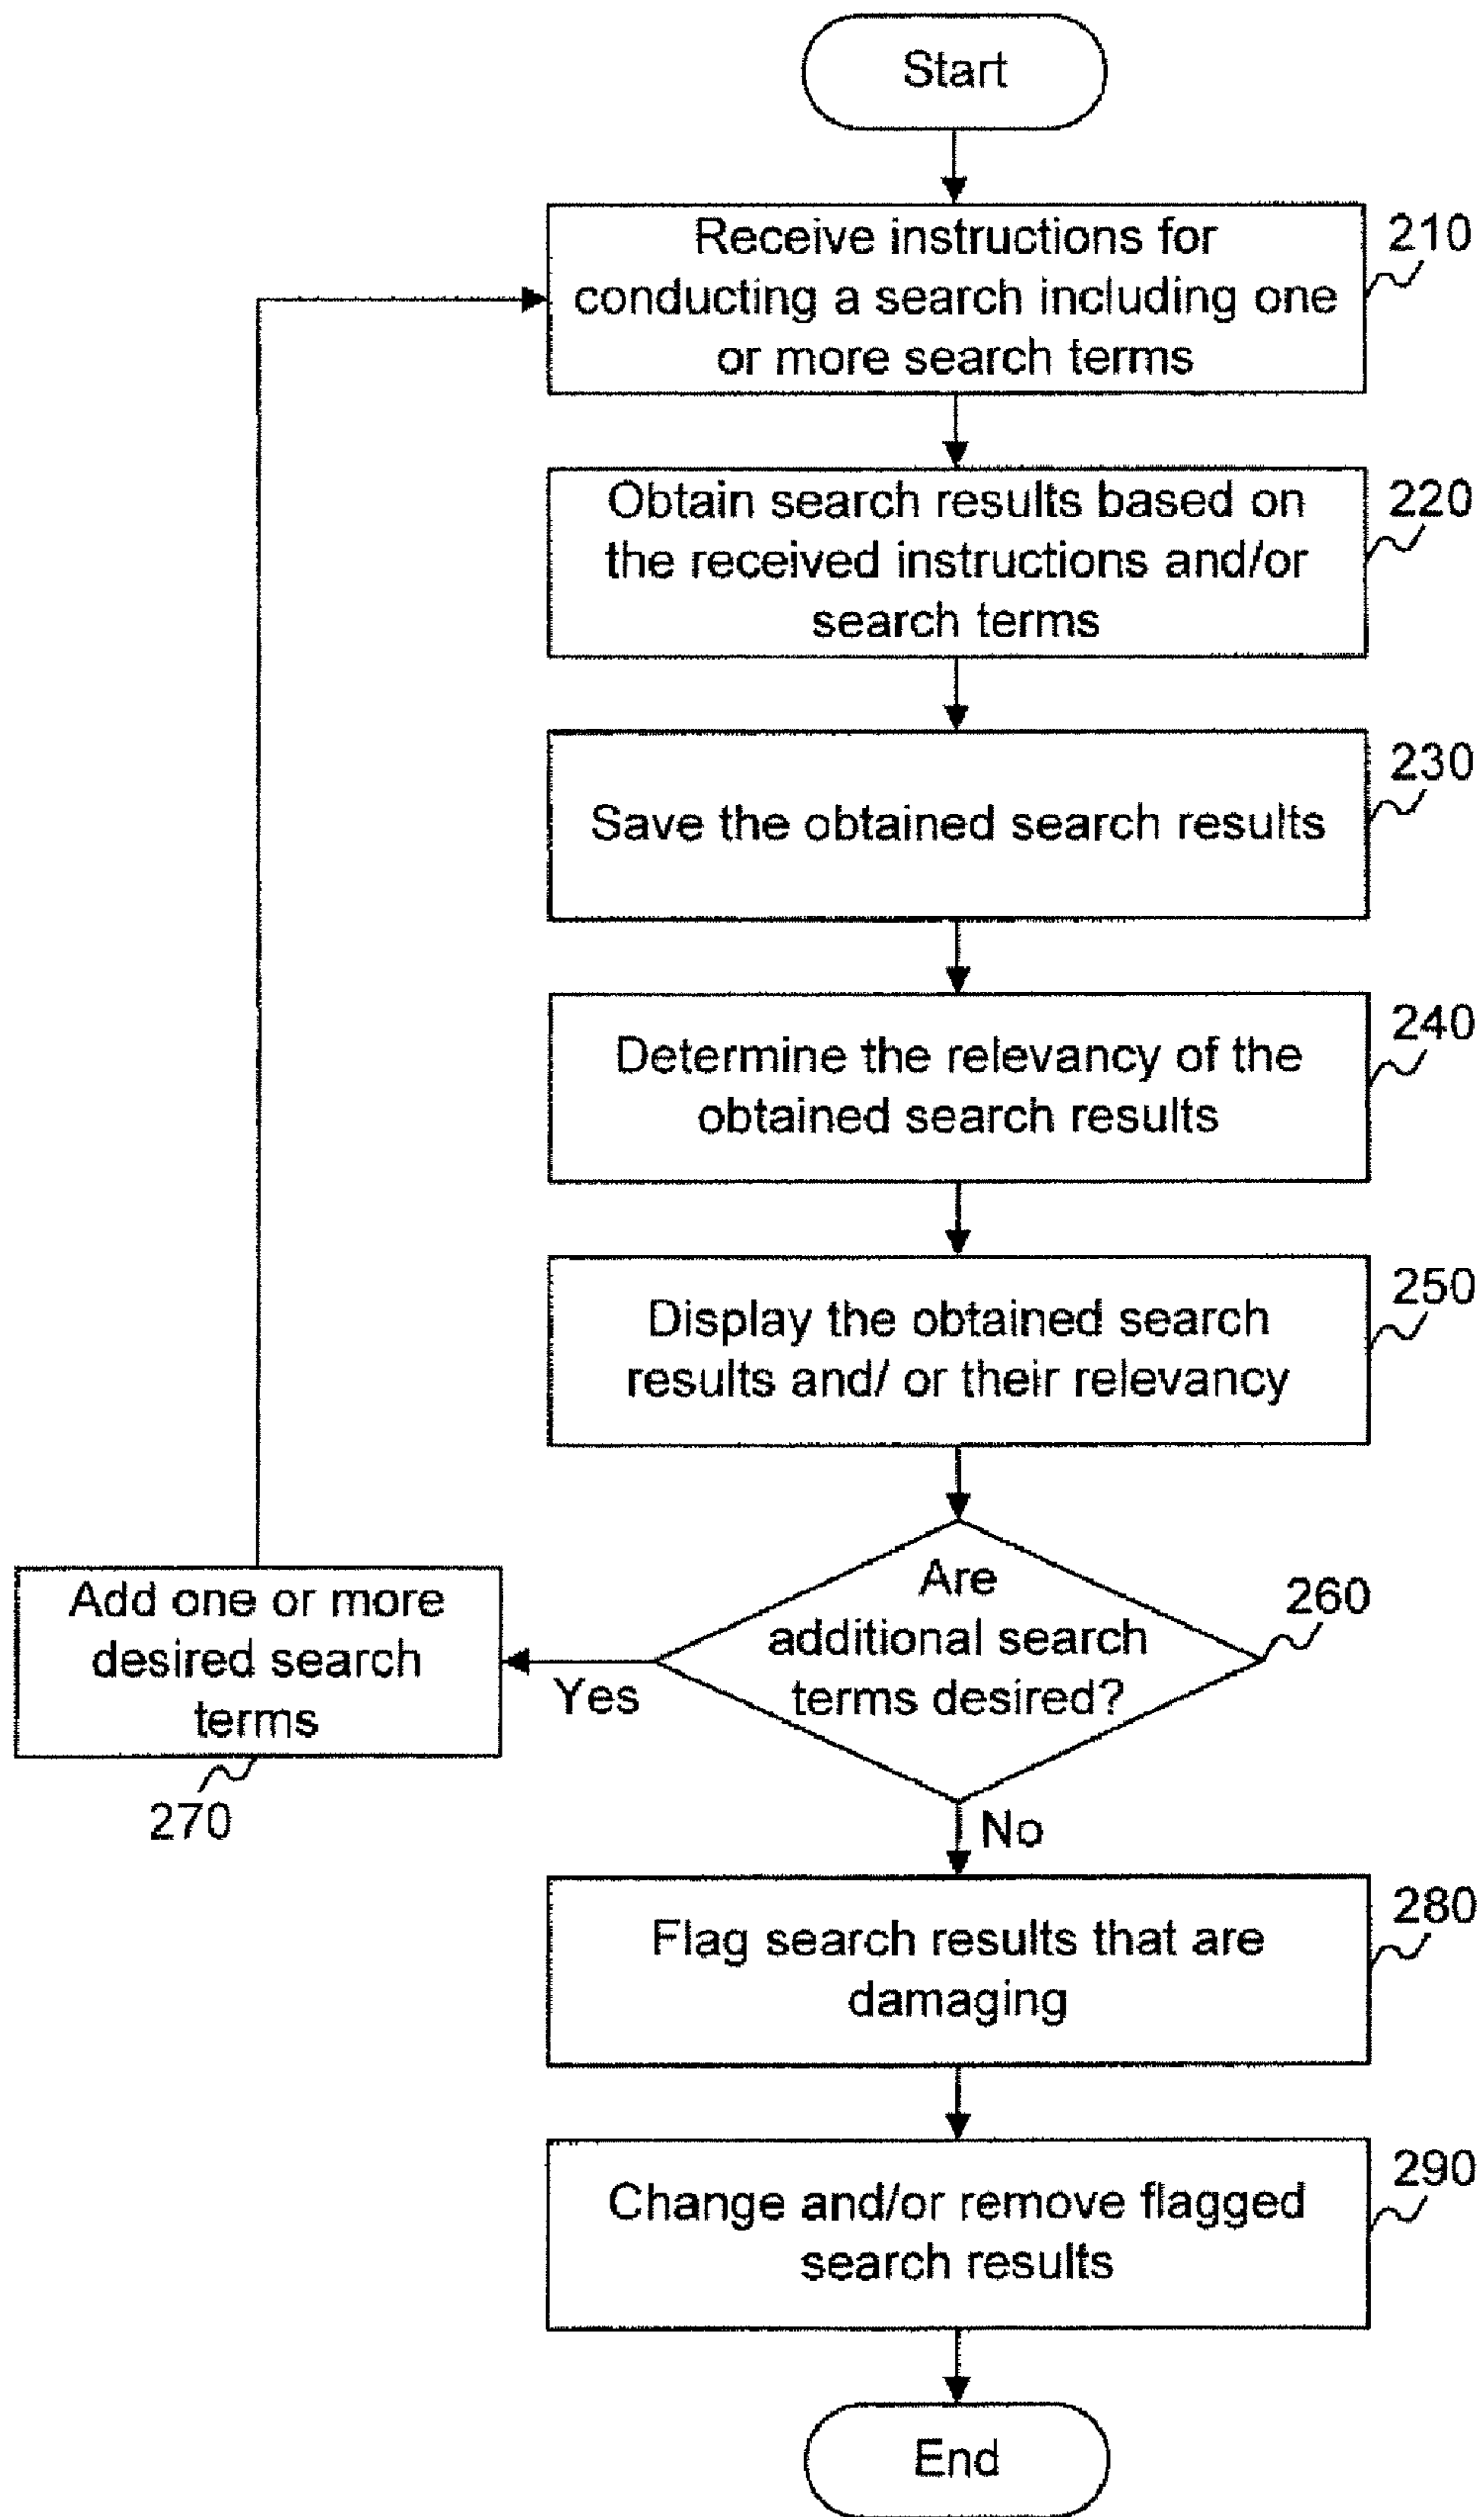 Start
Receive instructions for
conducting a search including one
or more search terms
210
Obtain search results based on
the received instructions and/or
search terms
220
Save the obtained search results
230
Determine the relevancy of the
obtained search results
240
Display the obtained search
results and/ or their relevancy
250
Are
additional search
terms desired?
260
Yes
Add one or more
desired search
terms
270
No
Flag search results that are
damaging
280
Change and/or remove flagged
search results
290
End